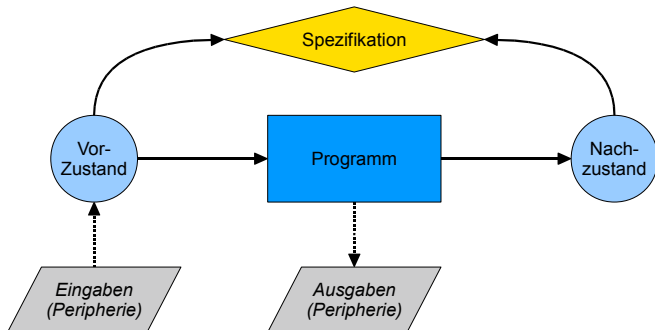 Spezifikation
Vor-
Zustand
Programm
Nach-
zustand
Eingaben
(Peripherie)
Ausgaben
(Peripherie)